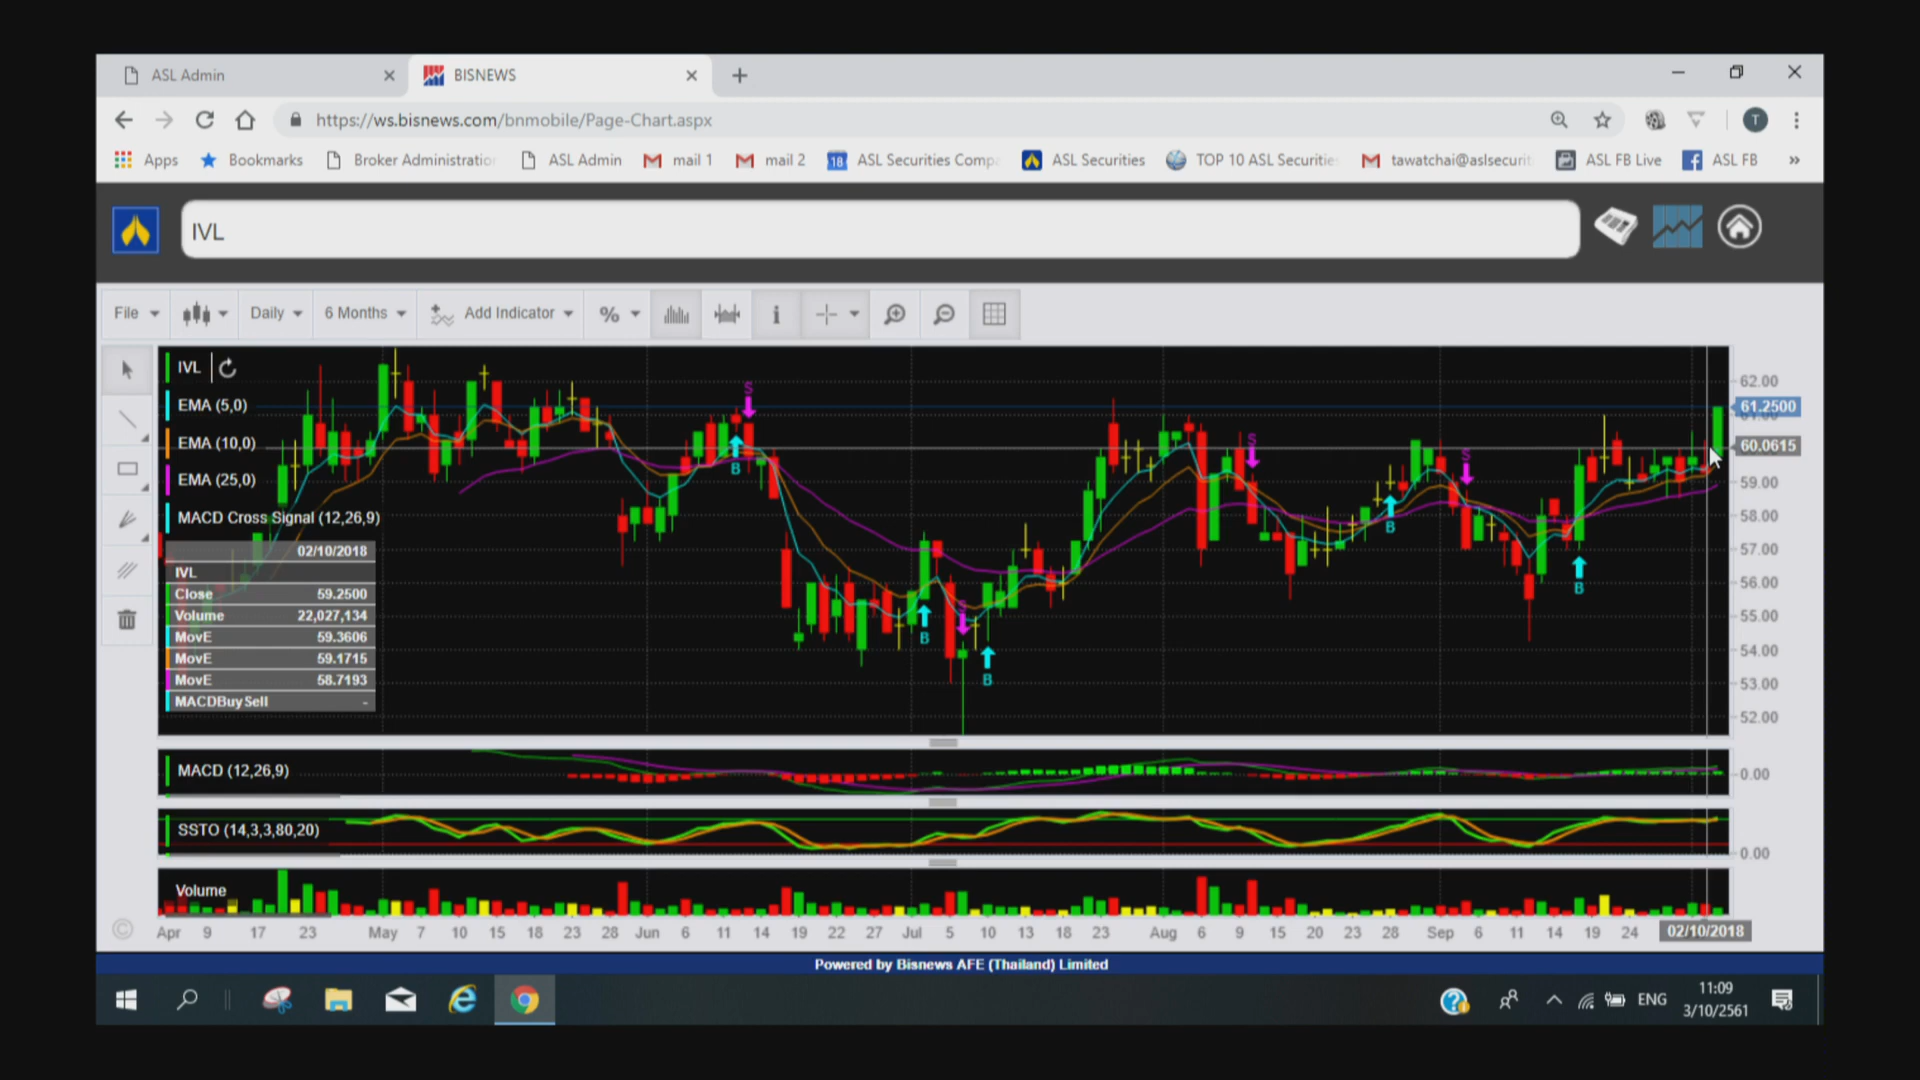 ASL Admin
BISNEWS
https://ws.bisnews.com/bnmobile/Page-Chart.aspx
T
Apps
Bookmarks
Broker Administratio
ASL Admin
mail 1
mail 2
18
ASL Securities Comp
ASL Securities
TOP 10 ASL Securitie
tawatchai@aslsecurit
ASL FB Live
ASL FB
IVL
File
Daily
6 Months
Add Indicator
%
i
IVL
EMA (5,0)
EMA (10,0)
EMA (25,0)
MACD Cross Signal (12,26,9)
02/10/2018
IVL
Close 59.2500
Volume 22,027,134
MovE 59.3606
MovE 59.1715
MovE 58.7193
MACDBuySell -
S
B
B
S
B
S
B
S
B
62.00
61.2500
60.0615
59.00
58.00
57.00
56.00
55.00
54.00
53.00
52.00
MACD (12,26,9)
0.00
SSTO (14,3,3,80,20)
0.00
Volume
Apr 9 17 23 May 7 10 15 18 23 28 Jun 6 11 14 19 22 27 Jul 5 10 13 18 23 Aug 6 9 15 20 23 28 Sep 6 11 14 19 24 02/10/2018
Powered by Bisnews AFE (Thailand) Limited
ENG
11:09
3/10/2561